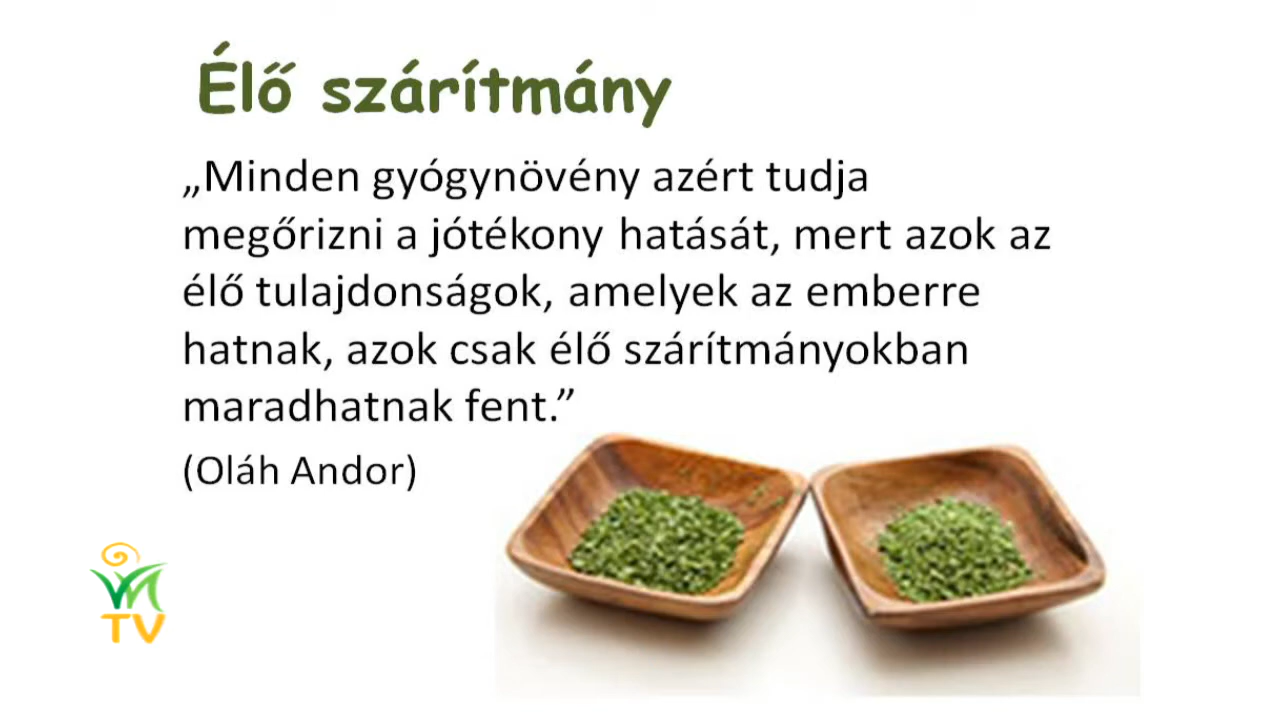 Élő szárítmány
„Minden gyógynövény azért tudja
megőrizni a jótékony hatását, mert azok az
élő tulajdonságok, amelyek az emberre
hatnak, azok csak élő szárítmányokban
maradhatnak fent.”
(Oláh Andor)
TV